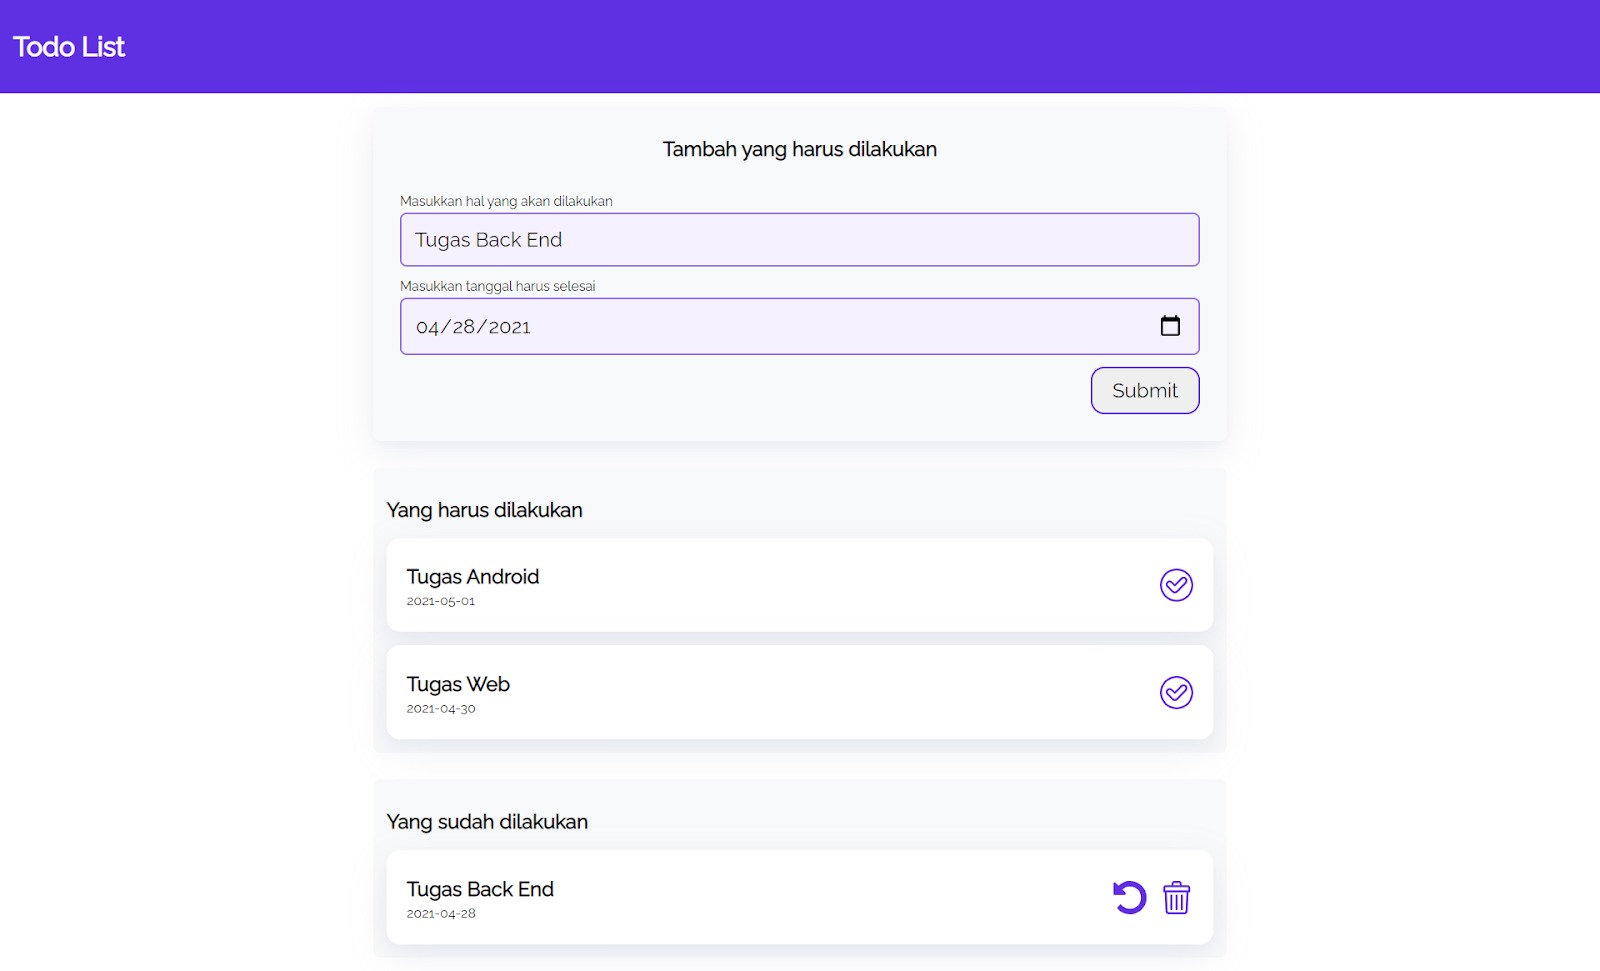 Todo List
Tambah yang harus dilakukan
Masukkan hal yang akan dilakukan
Tugas Back End
Masukkan tanggal harus selesai
04/28/2021
Submit
Yang harus dilakukan
Tugas Android
2021-05-01
Tugas Web
2021-04-30
Yang sudah dilakukan
Tugas Back End
2021-04-28